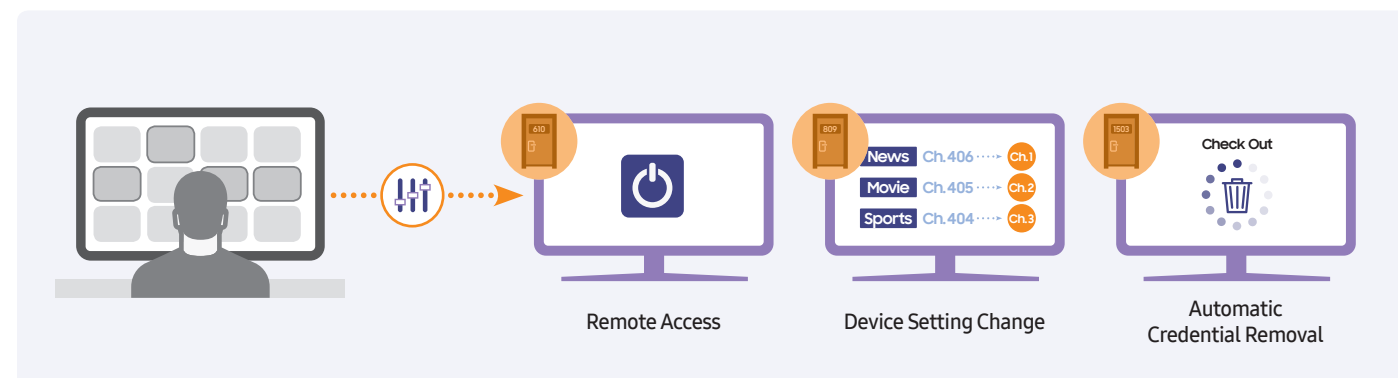 610
809
1503
News Ch.406 Ch.1
Movie Ch.405 Ch.2
Sports Ch.404 Ch.3
Check Out
Remote Access
Device Setting Change
Automatic
Credential Removal